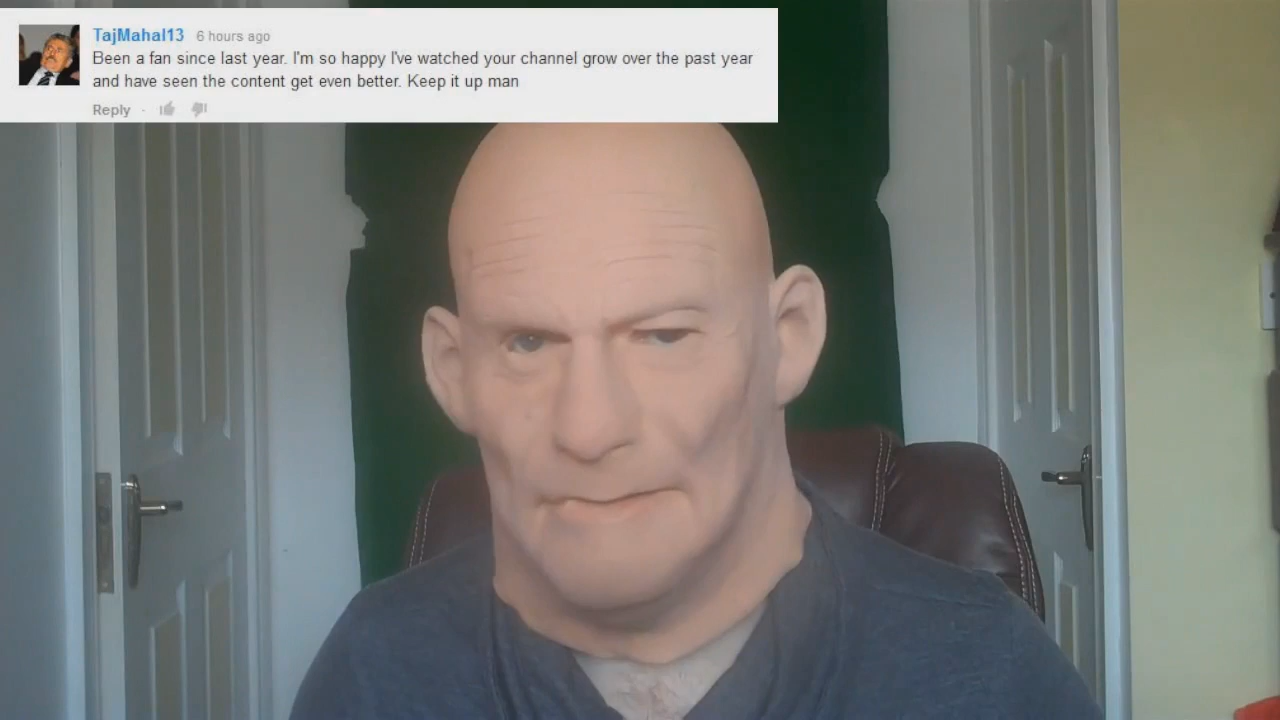 TajMahal13 6 hours ago
Been a fan since last year. I'm so happy I've watched your channel grow over the past year
and have seen the content get even better. Keep it up man
Reply ·